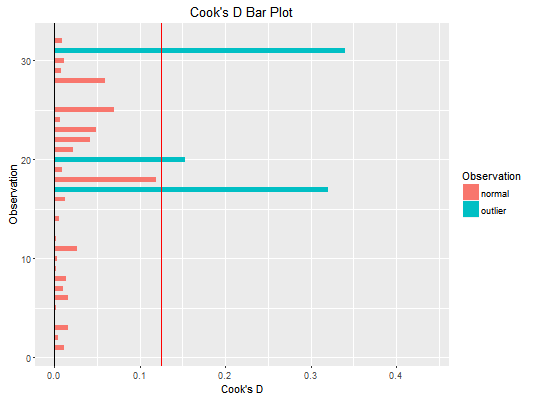 Cook's D Bar Plot
Observation
30
20
10
0
0.0 0.1 0.2 0.3 0.4
Cook's D
Observation
normal
outlier